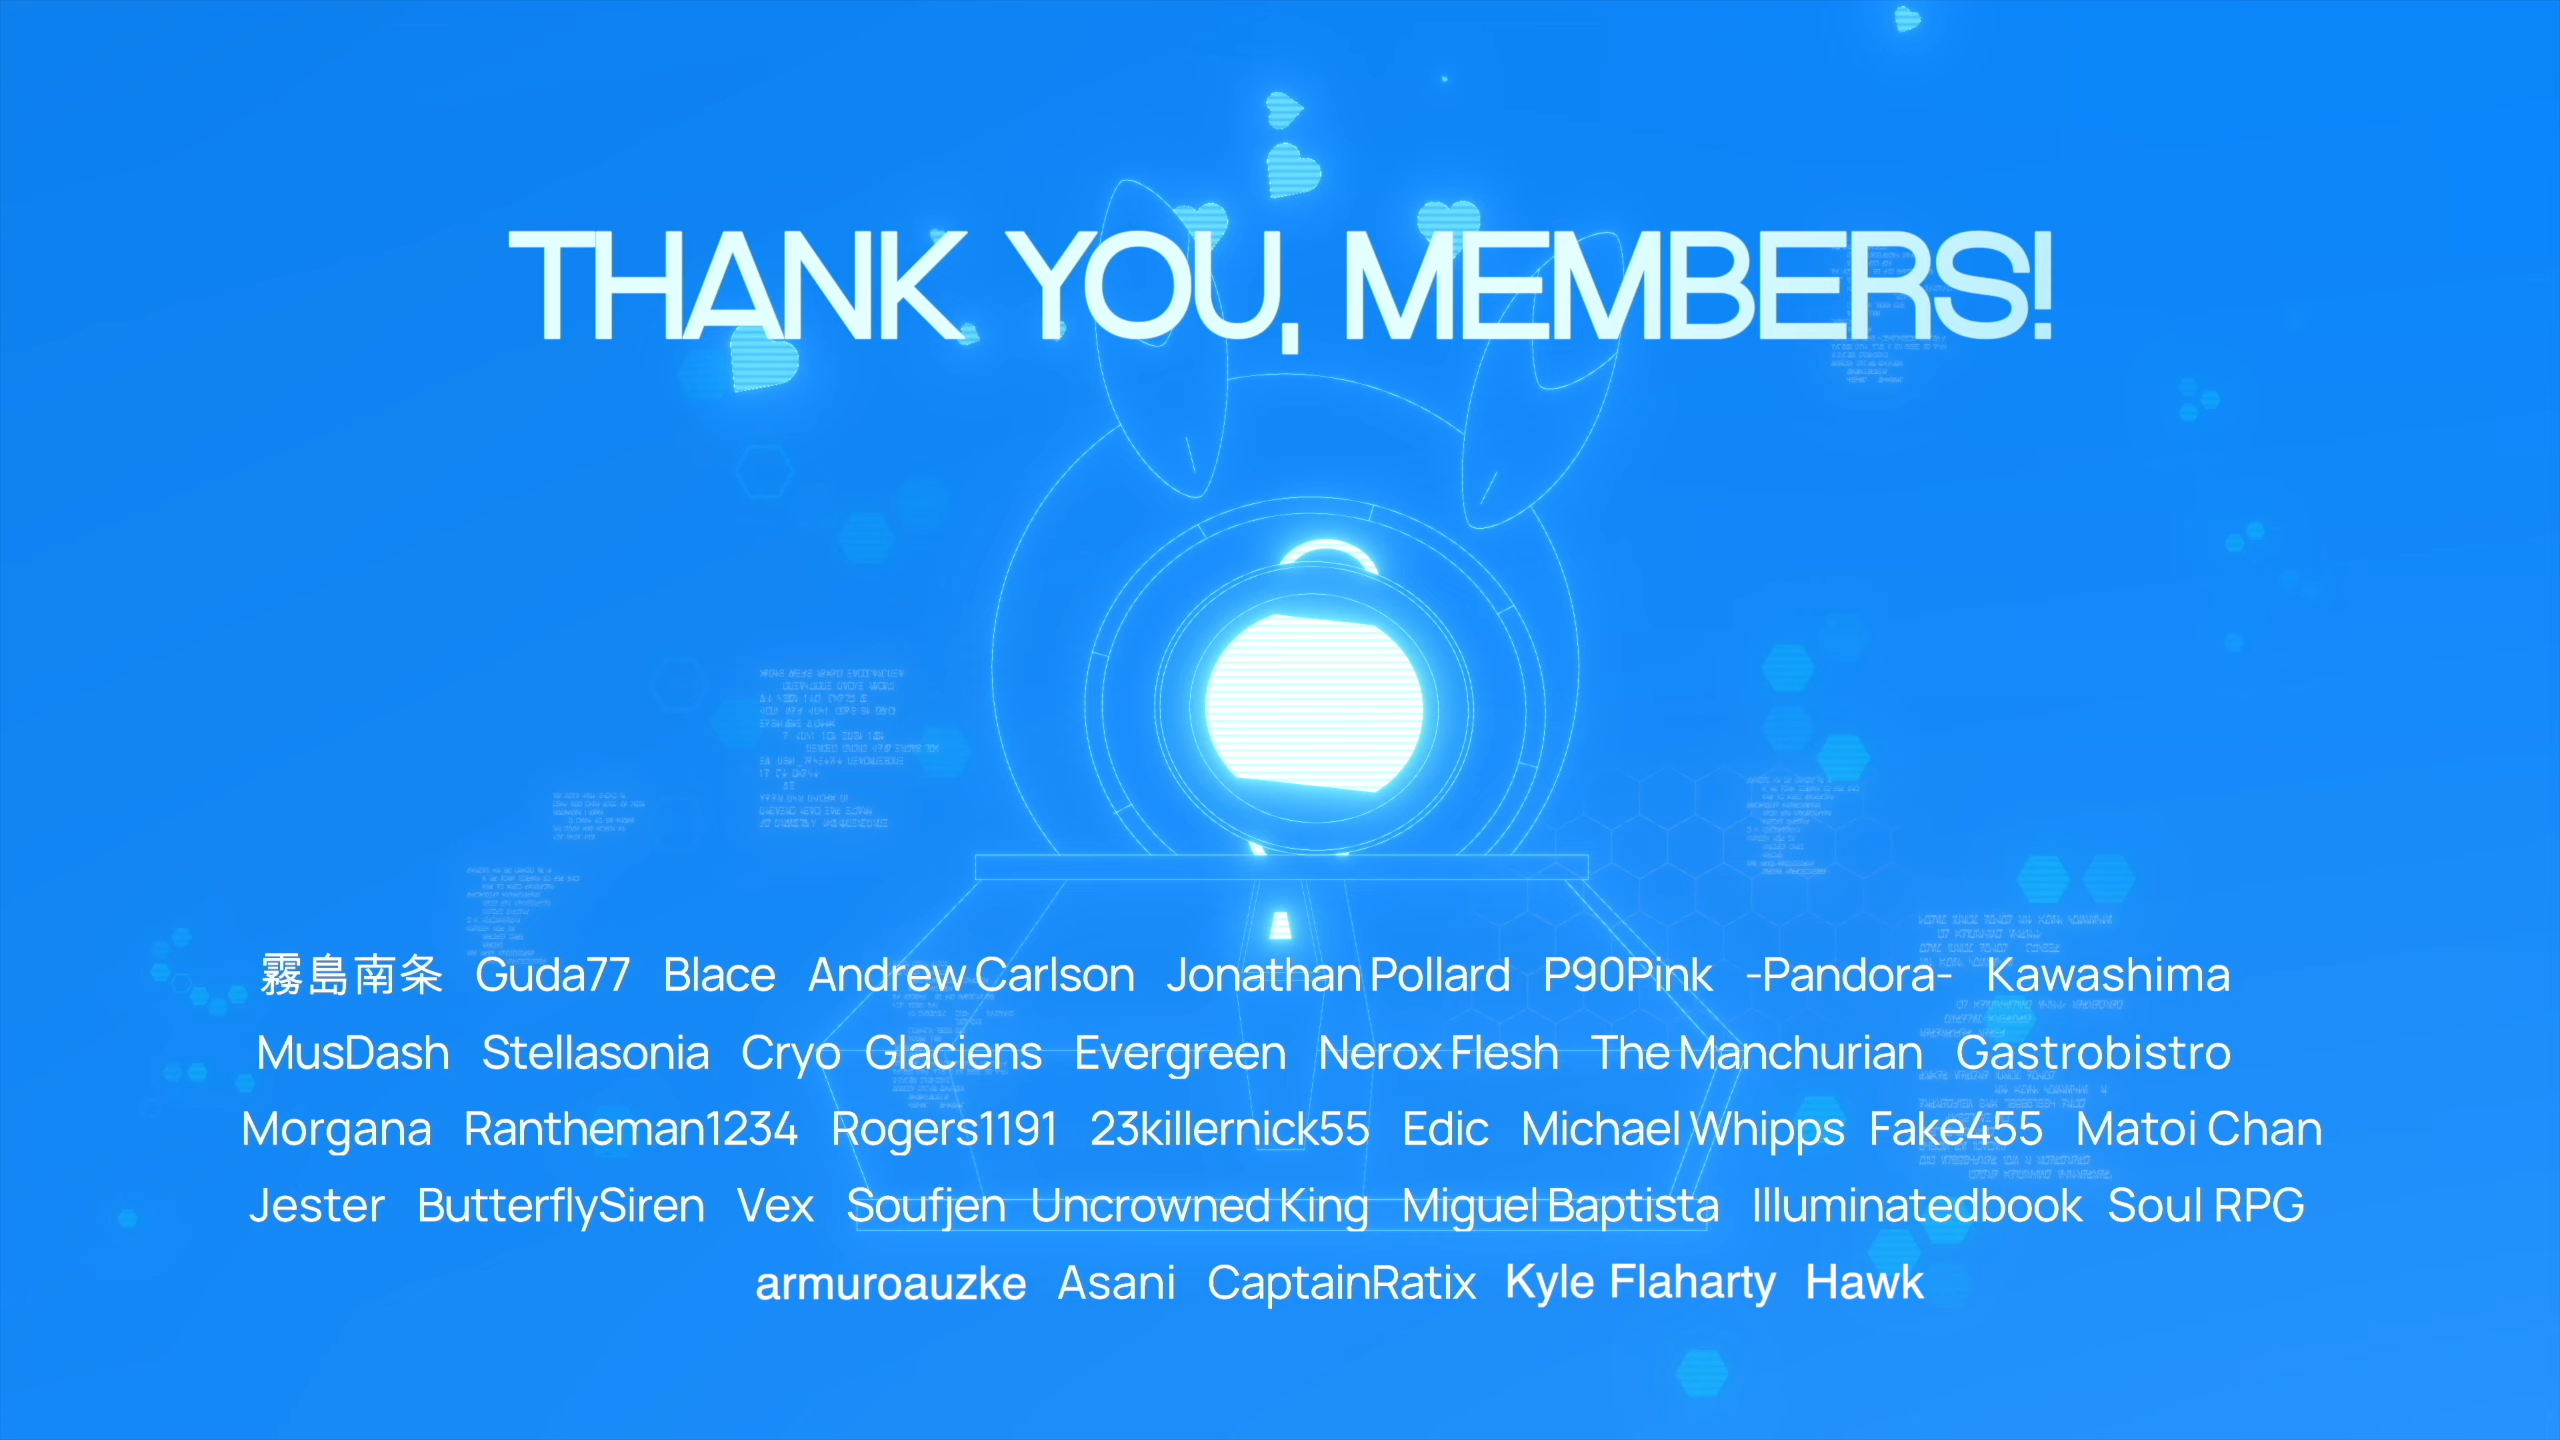 THANK YOU, MEMBERS!
霧島南条 Guda77 Blace Andrew Carlson Jonathan Pollard P90Pink -Pandora- Kawashima
MusDash Stellasonia Cryo Glaciens Evergreen Nerox Flesh The Manchurian Gastrobistro
Morgana Rantheman1234 Rogers1191 23killernick55 Edic Michael Whipps Fake455 Matoi Chan
Jester ButterflySiren Vex Soufjen Uncrowned King Miguel Baptista Illuminatedbook Soul RPG
armuroauzke Asani CaptainRatix Kyle Flaharty Hawk